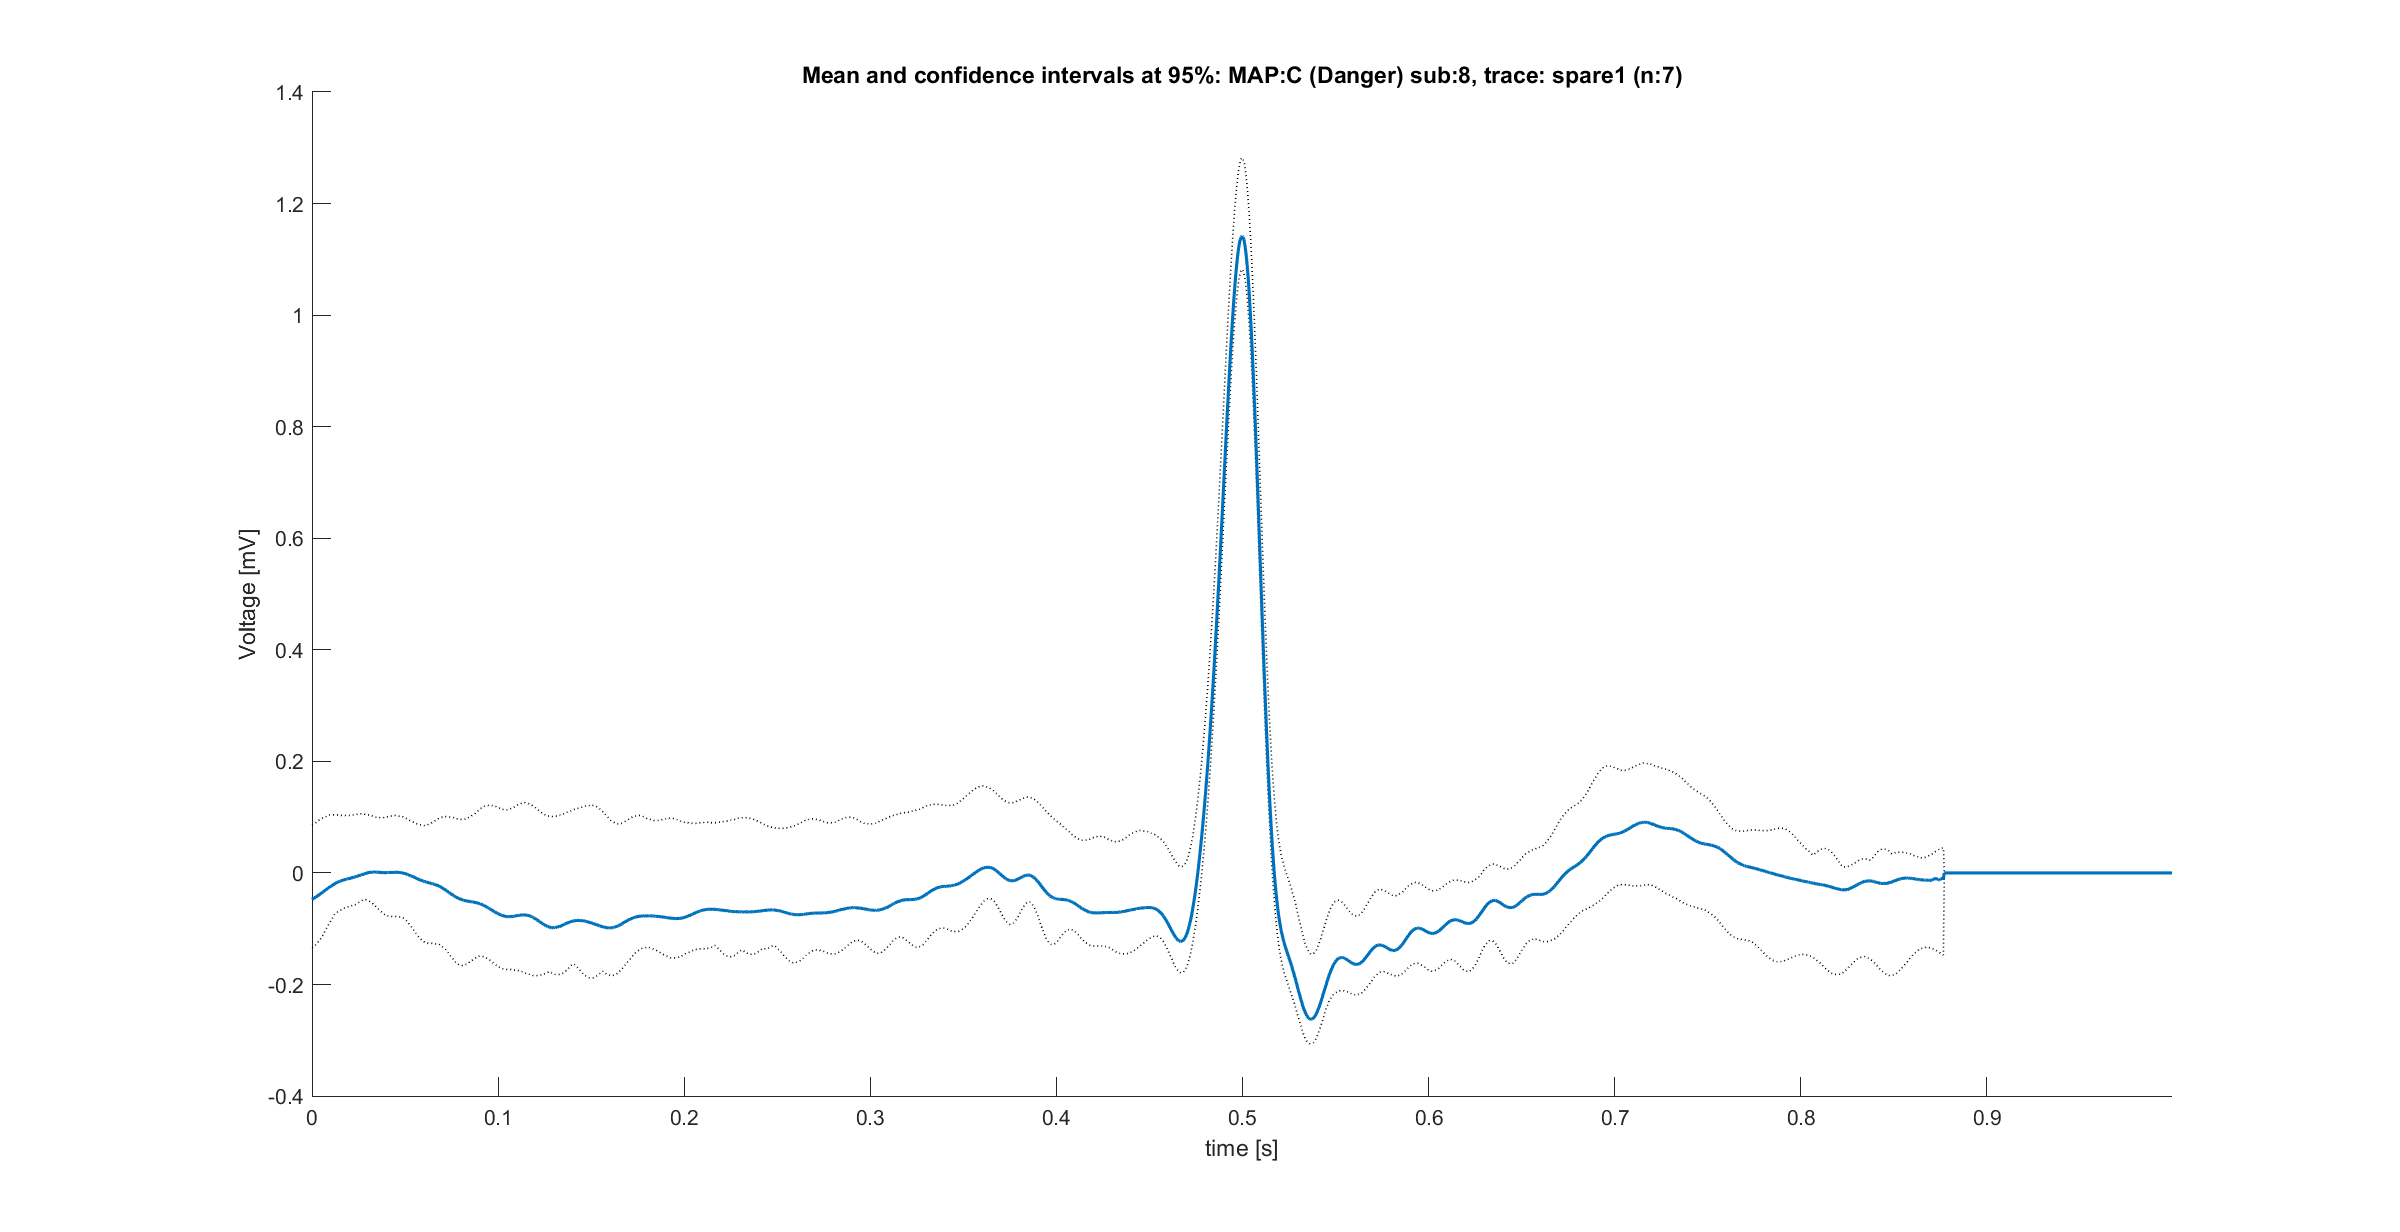 Mean and confidence intervals at 95%: MAP:C (Danger) sub:8, trace: spare1 (n:7)
1.4
1.2
1
0.8
0.6
0.4
0.2
0
-0.2
-0.4
Voltage [mV]
0 0.1 0.2 0.3 0.4 0.5 0.6 0.7 0.8 0.9
time [s]